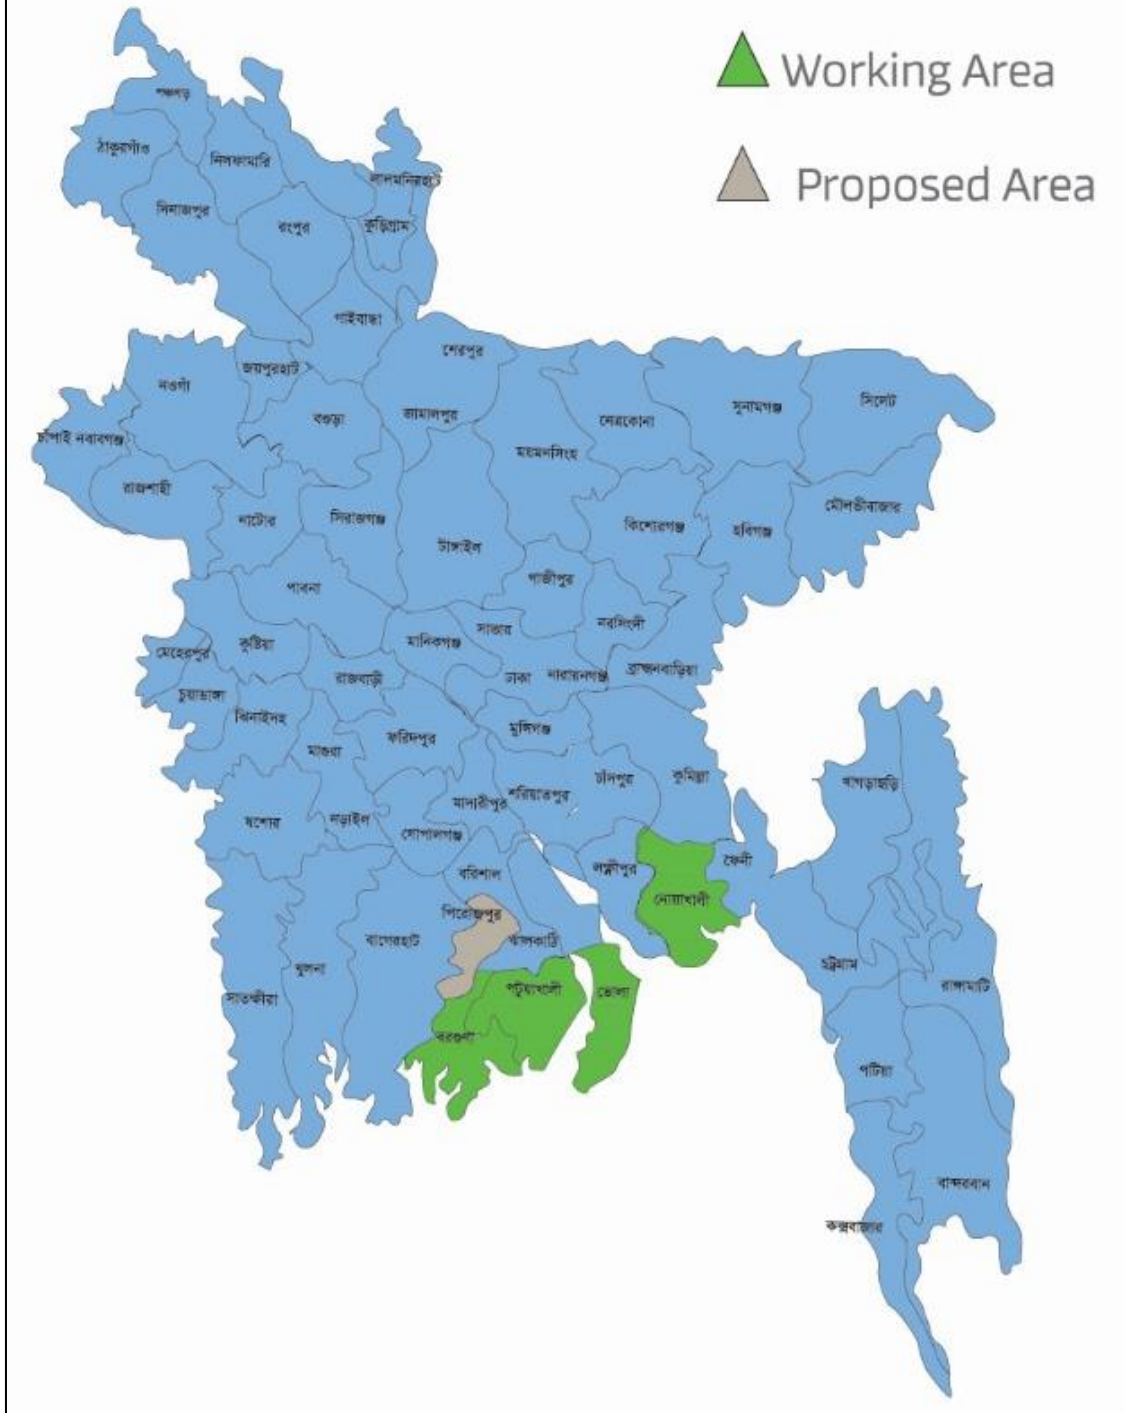 Working Area
Proposed Area
পঞ্চগড়
ঠাকুরগাঁও
নিলফামারি
লালমনিরহাট
দিনাজপুর
রংপুর
কুড়িগ্রাম
গাইবান্ধা
শেরপুর
জয়পুরহাট
নওগাঁ
বগুড়া
জামালপুর
নেত্রকোনা
সুনামগঞ্জ
সিলেট
চাঁপাই নবাবগঞ্জ
ময়মনসিংহ
রাজশাহী
নাটোর
সিরাজগঞ্জ
কিশোরগঞ্জ
হবিগঞ্জ
মৌলভীবাজার
টাঙ্গাইল
গাজীপুর
পাবনা
নরসিংদী
সাভার
মানিকগঞ্জ
কুষ্টিয়া
মেহেরপুর
রাজবাড়ী
ঢাকা
নারায়নগঞ্জ
ব্রাহ্মনবাড়িয়া
চুয়াডাঙ্গা
ঝিনাইদহ
মাগুরা
ফরিদপুর
মুন্সিগঞ্জ
চাঁদপুর
কুমিল্লা
খাগড়াছড়ি
যশোর
নড়াইল
মাদারীপুর
শরিয়াতপুর
গোপালগঞ্জ
বরিশাল
লক্ষ্মীপুর
ফেনী
নোয়াখালী
পিরোজপুর
বাগেরহাট
ঝালকাঠি
খুলনা
সাতক্ষীরা
পটুয়াখালী
ভোলা
চট্টগ্রাম
রাঙ্গামাটি
বরগুনা
পটিয়া
বান্দরবান
কক্সবাজার